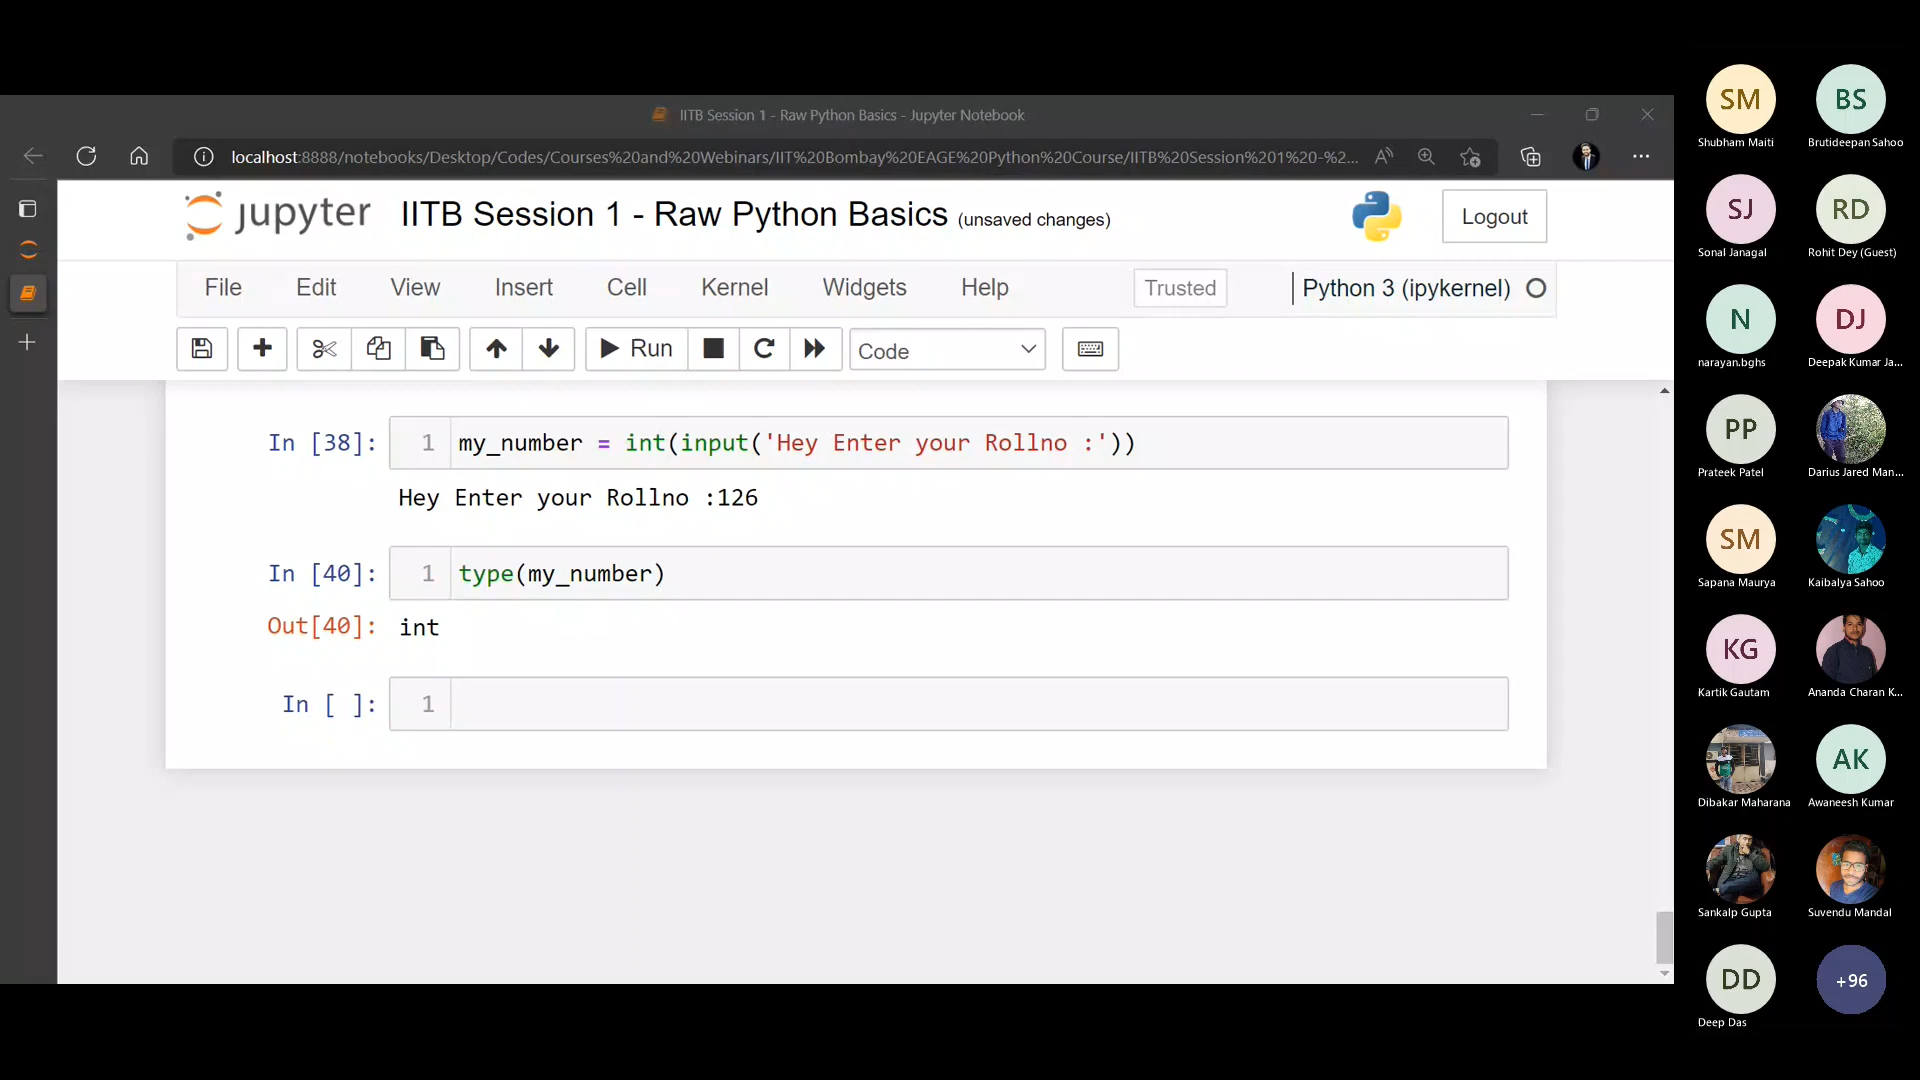 IITB Session 1 - Raw Python Basics - Jupyter Notebook
localhost:8888/notebooks/Desktop/Codes/Courses%20and%20Webinars/IIT%20Bombay%20EAGE%20Python%20Course/IITB%20Session%201%20-%2...
jupyter IITB Session 1 - Raw Python Basics (unsaved changes)
Logout
File Edit View Insert Cell Kernel Widgets Help Trusted Python 3 (ipykernel)
Run Code
In [38]: 1 my_number = int(input('Hey Enter your Rollno :'))
Hey Enter your Rollno :126
In [40]: 1 type(my_number)
Out[40]: int
In [ ]: 1
SM BS
Shubham Maiti Brutideepan Sahoo
SJ RD
Sonal Janagal Rohit Dey (Guest)
N DJ
narayan.bghs Deepak Kumar Ja...
PP
Prateek Patel Darius Jared Man...
SM
Sapana Maurya Kaibalya Sahoo
KG
Kartik Gautam Ananda Charan K...
AK
Dibakar Maharana Awaneesh Kumar
Sankalp Gupta Suvendu Mandal
DD +96
Deep Das